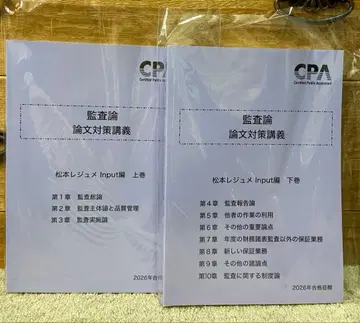 CPA
Certified Public Accountant
監査論
論文対策講義
松本レジュメ Input編 上巻
第1章 監査総論
第2章 監査主体論と品質管理
第3章 監査実施論
2026年合格目標
CPA
Certified Public Accountant
監査論
論文対策講義
松本レジュメ Input編 下巻
第4章 監査報告論
第5章 他者の作業の利用
第6章 その他の重要論点
第7章 年度の財務諸表監査以外の保証業務
第8章 新しい保証業務
第9章 その他の諸論点
第10章 監査に関する制度論
2026年合格目標